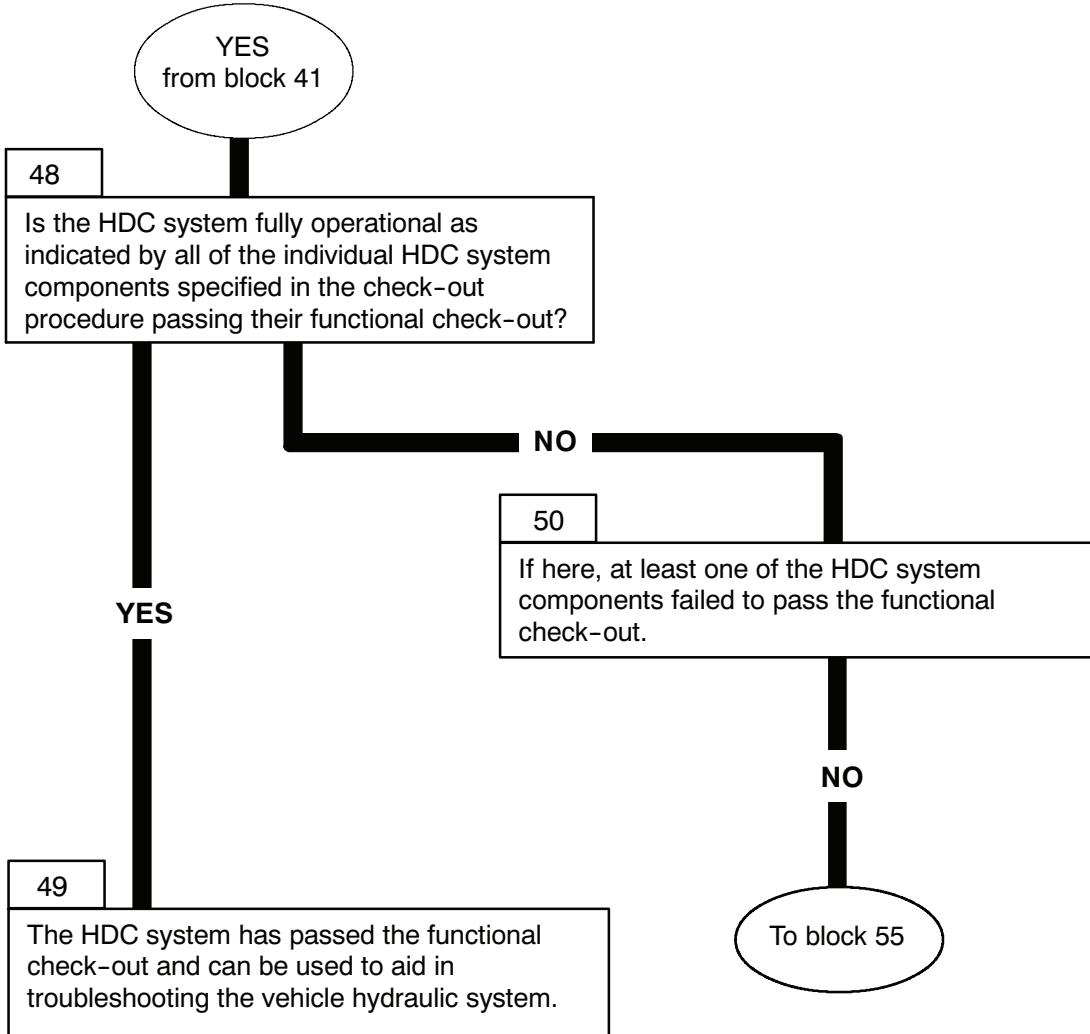 YES
from block 41
48
Is the HDC system fully operational as
indicated by all of the individual HDC system
components specified in the check-out
procedure passing their functional check-out?
NO
50
If here, at least one of the HDC system
components failed to pass the functional
check-out.
YES
NO
To block 55
49
The HDC system has passed the functional
check-out and can be used to aid in
troubleshooting the vehicle hydraulic system.